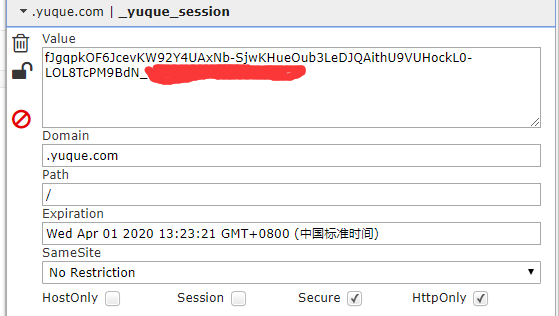 .yuque.com | _yuque_session
Value
fJgqpkOF6JcevKW92Y4UAxNb-SjwKHueOub3LeDJQAithU9VUHockL0-
LOL8TcPM9BdN_
Domain
.yuque.com
Path
/
Expiration
Wed Apr 01 2020 13:23:21 GMT+0800 (中国标准时间)
SameSite
No Restriction
HostOnly Session Secure HttpOnly